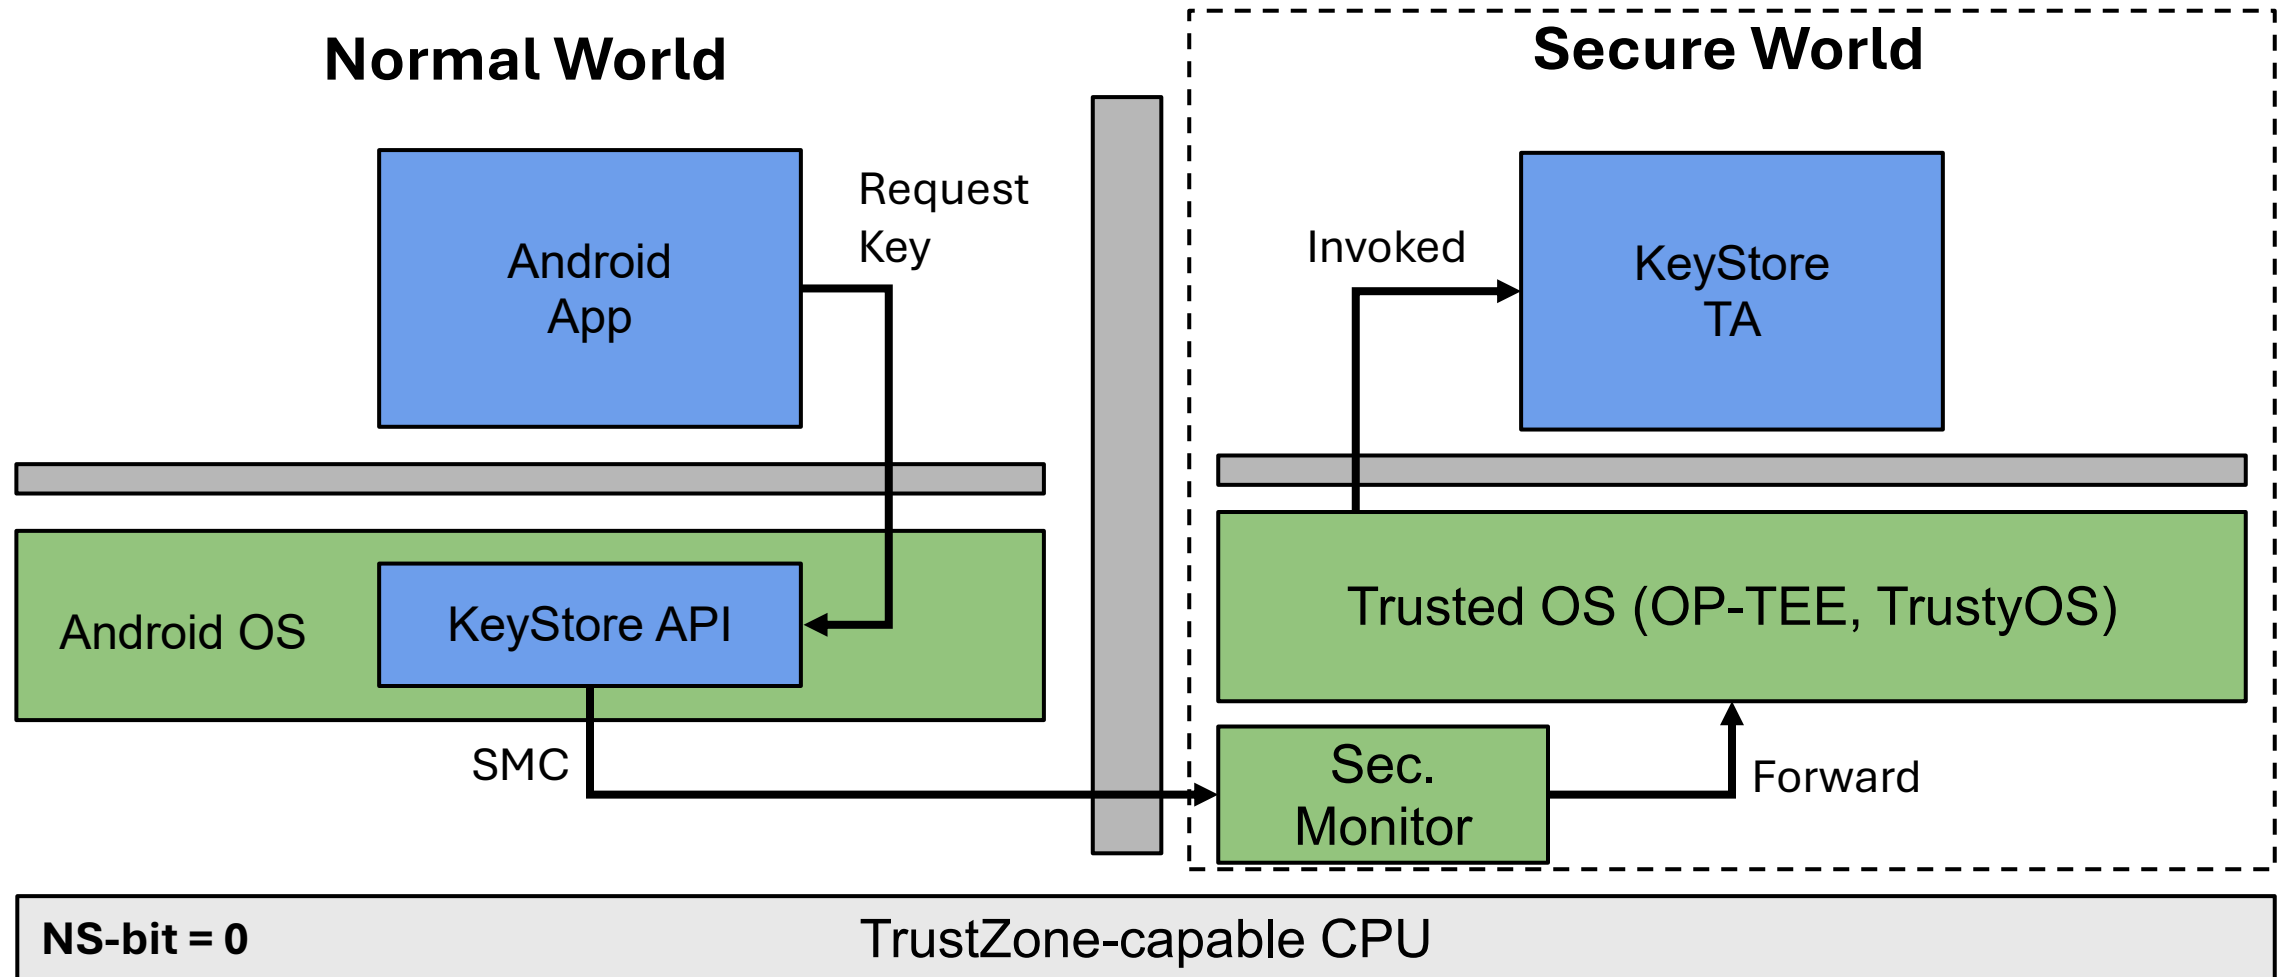 Normal World
Secure World
Android
App
Request
Key
Invoked
KeyStore
TA
Android OS
KeyStore API
Trusted OS (OP-TEE, TrustyOS)
SMC
Sec.
Monitor
Forward
NS-bit = 0
TrustZone-capable CPU